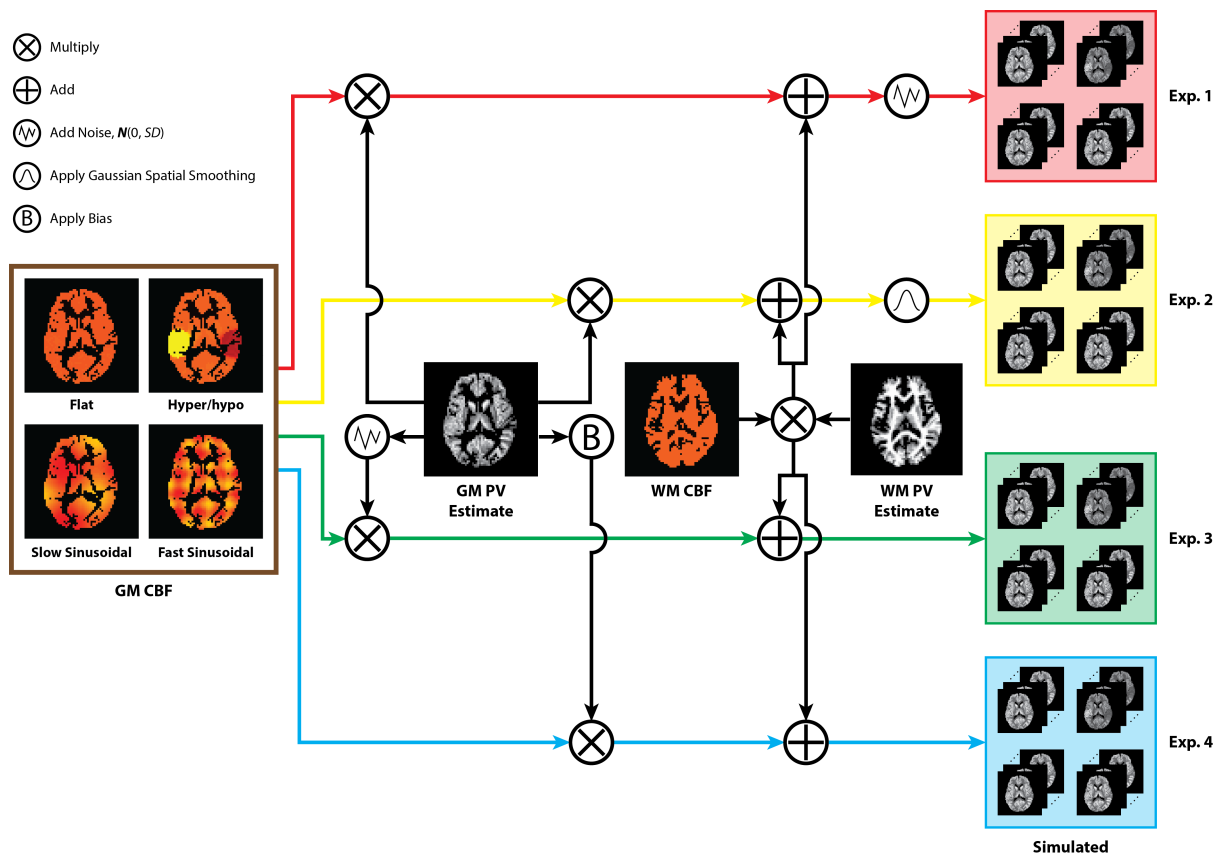 Multiply
Add
Add Noise, N(0, SD)
Apply Gaussian Spatial Smoothing
B Apply Bias
Exp. 1
Exp. 2
Flat
Hyper/hypo
Slow Sinusoidal
Fast Sinusoidal
GM CBF
B
GM PV
Estimate
WM CBF
WM PV
Estimate
Exp. 3
Exp. 4
Simulated